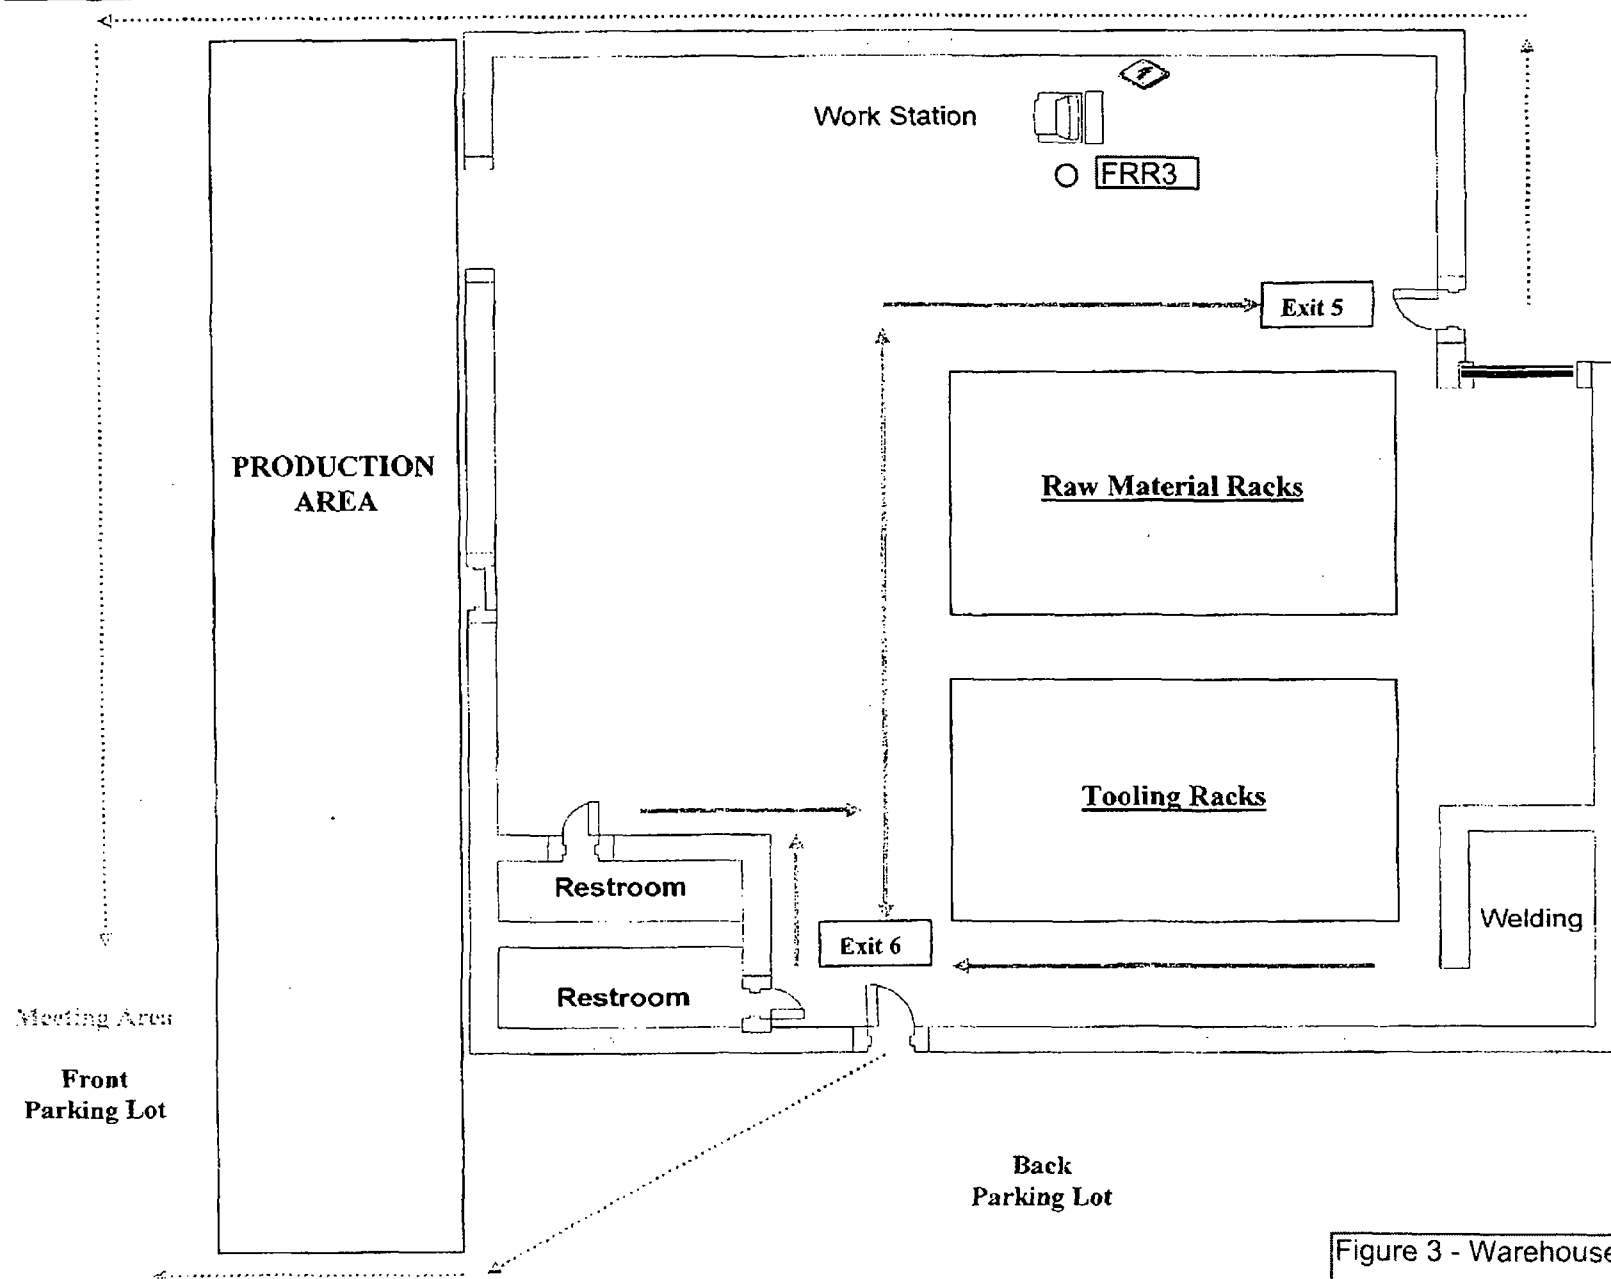 Work Station
FRR3
Exit 5
PRODUCTION
AREA
Raw Material Racks
Tooling Racks
Restroom
Exit 6
Welding
Restroom
Meeting Area
Front
Parking Lot
Back
Parking Lot
Figure 3 - Warehouse